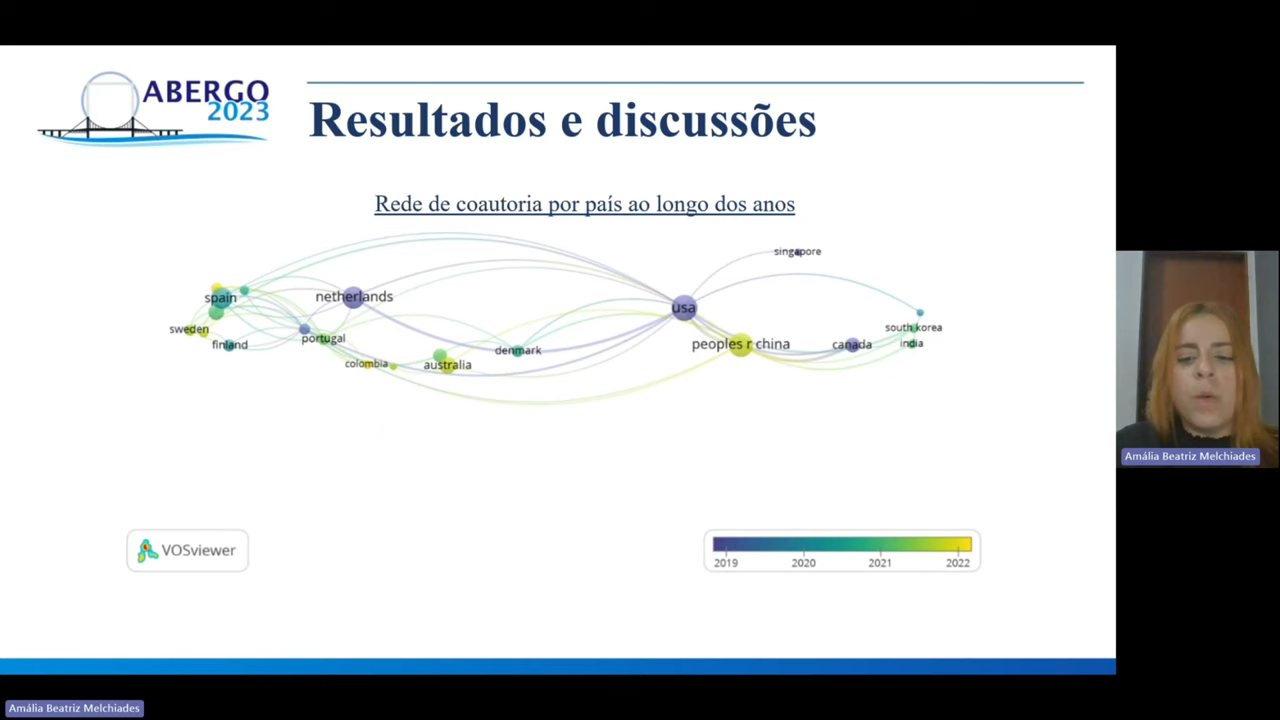 ABERGO
2023
Resultados e discussões
Rede de coautoria por país ao longo dos anos
singapore
spain
netherlands
usa
sweden
portugal
finland
south korea
peoples r china
canada
india
denmark
colombia
australia
VOSviewer
2019 2020 2021 2022
Amália Beatriz Melchiades
Amália Beatriz Melchiades